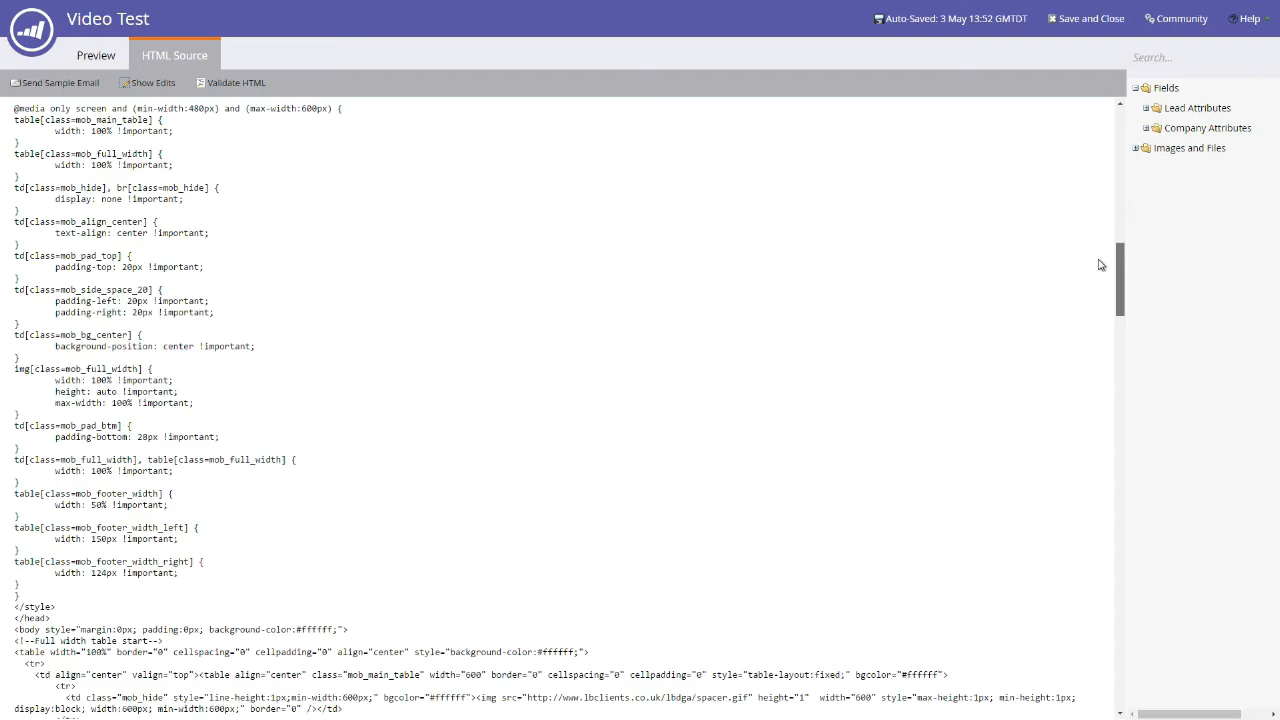 Video Test
Auto-Saved: 3 May 13:52 GMTDT
Save and Close
Community
Help
Preview
HTML Source
Search...
Send Sample Email
Show Edits
Validate HTML
Fields
Lead Attributes
Company Attributes
Images and Files
@media only screen and (min-width:480px) and (max-width:600px) {
table[class=mob_main_table] {
width: 100% !important;
}
table[class=mob_full_width] {
width: 100% !important;
}
td[class=mob_hide], br[class=mob_hide] {
display: none !important;
}
td[class=mob_align_center] {
text-align: center !important;
}
td[class=mob_pad_top] {
padding-top: 20px !important;
}
td[class=mob_side_space_20] {
padding-left: 20px !important;
padding-right: 20px !important;
}
td[class=mob_bg_center] {
background-position: center !important;
}
img[class=mob_full_width] {
width: 100% !important;
height: auto !important;
max-width: 100% !important;
}
td[class=mob_pad_btm] {
padding-bottom: 28px !important;
}
td[class=mob_full_width], table[class=mob_full_width] {
width: 100% !important;
}
table[class=mob_footer_width] {
width: 50% !important;
}
table[class=mob_footer_width_left] {
width: 150px !important;
}
table[class=mob_footer_width_right] {
width: 124px !important;
}
}
</style>
</head>
<body style="margin:0px; padding:0px; background-color:#ffffff;">
<!--Full width table start-->
<table width="100%" border="0" cellspacing="0" cellpadding="0" align="center" style="background-color:#ffffff;">
<tr>
<td align="center" valign="top"><table align="center" class="mob_main_table" width="600" border="0" cellspacing="0" cellpadding="0" style="table-layout:fixed;" bgcolor="#ffffff">
<tr>
<td class="mob_hide" style="line-height:1px;min-width:600px;" bgcolor="#ffffff"><img src="http://www.lbclients.co.uk/lbdga/spacer.gif" height="1" width="600" style="max-height:1px; min-height:1px;
display:block; width:600px; min-width:600px;" border="0" /></td>